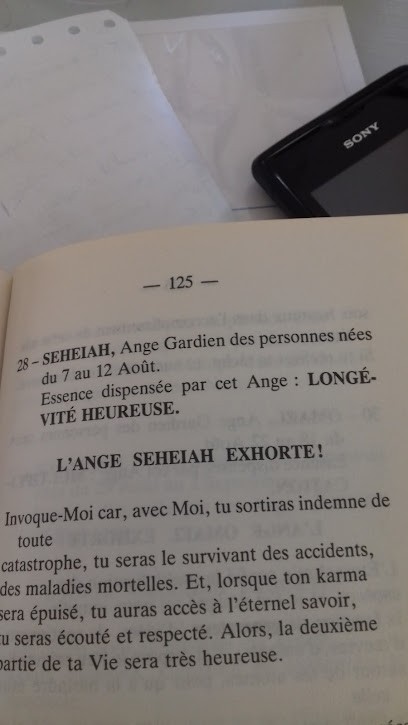 SONY
— 125 —
28 – SEHEIAH, Ange Gardien des personnes nées
du 7 au 12 Août.
Essence dispensée par cet Ange : LONGÉ-
VITÉ HEUREUSE.
L'ANGE SEHEIAH EXHORTE !
Invoque-Moi car, avec Moi, tu sortiras indemne de
toute
catastrophe, tu seras le survivant des accidents,
des maladies mortelles. Et, lorsque ton karma
sera épuisé, tu auras accès à l'éternel savoir,
tu seras écouté et respecté. Alors, la deuxième
partie de ta Vie sera très heureuse.